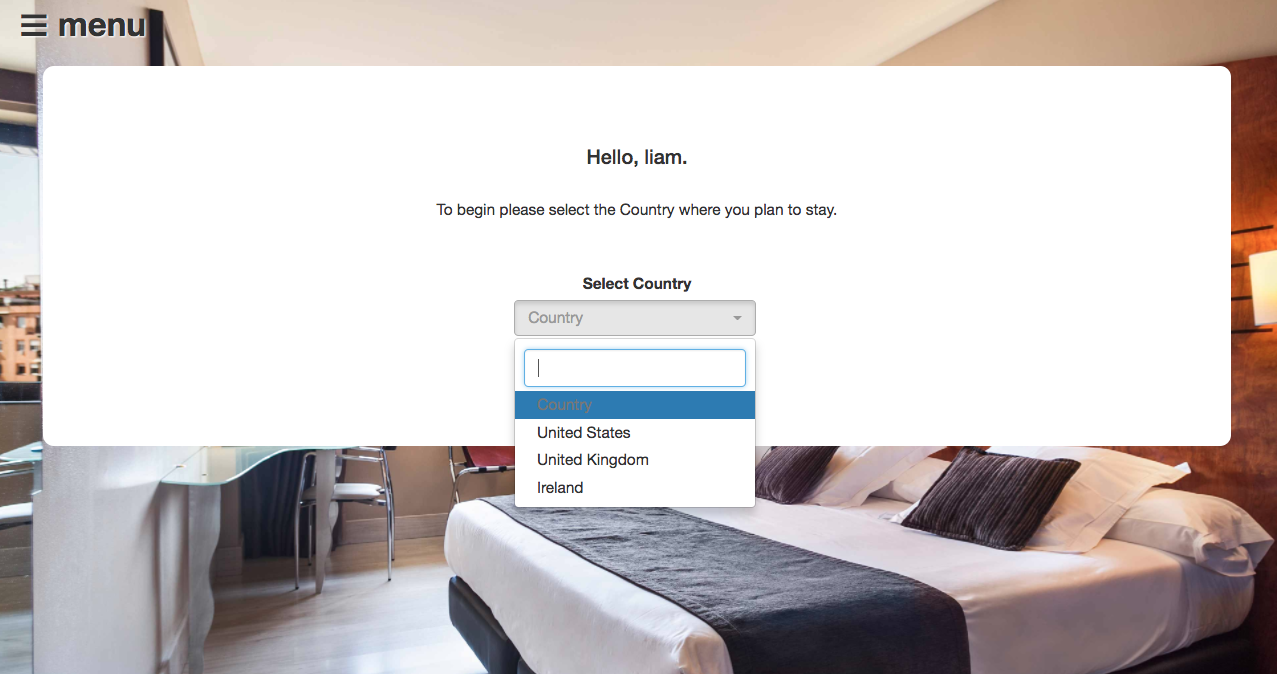 menu
Hello, liam.
To begin please select the Country where you plan to stay.
Select Country
Country
Country
United States
United Kingdom
Ireland